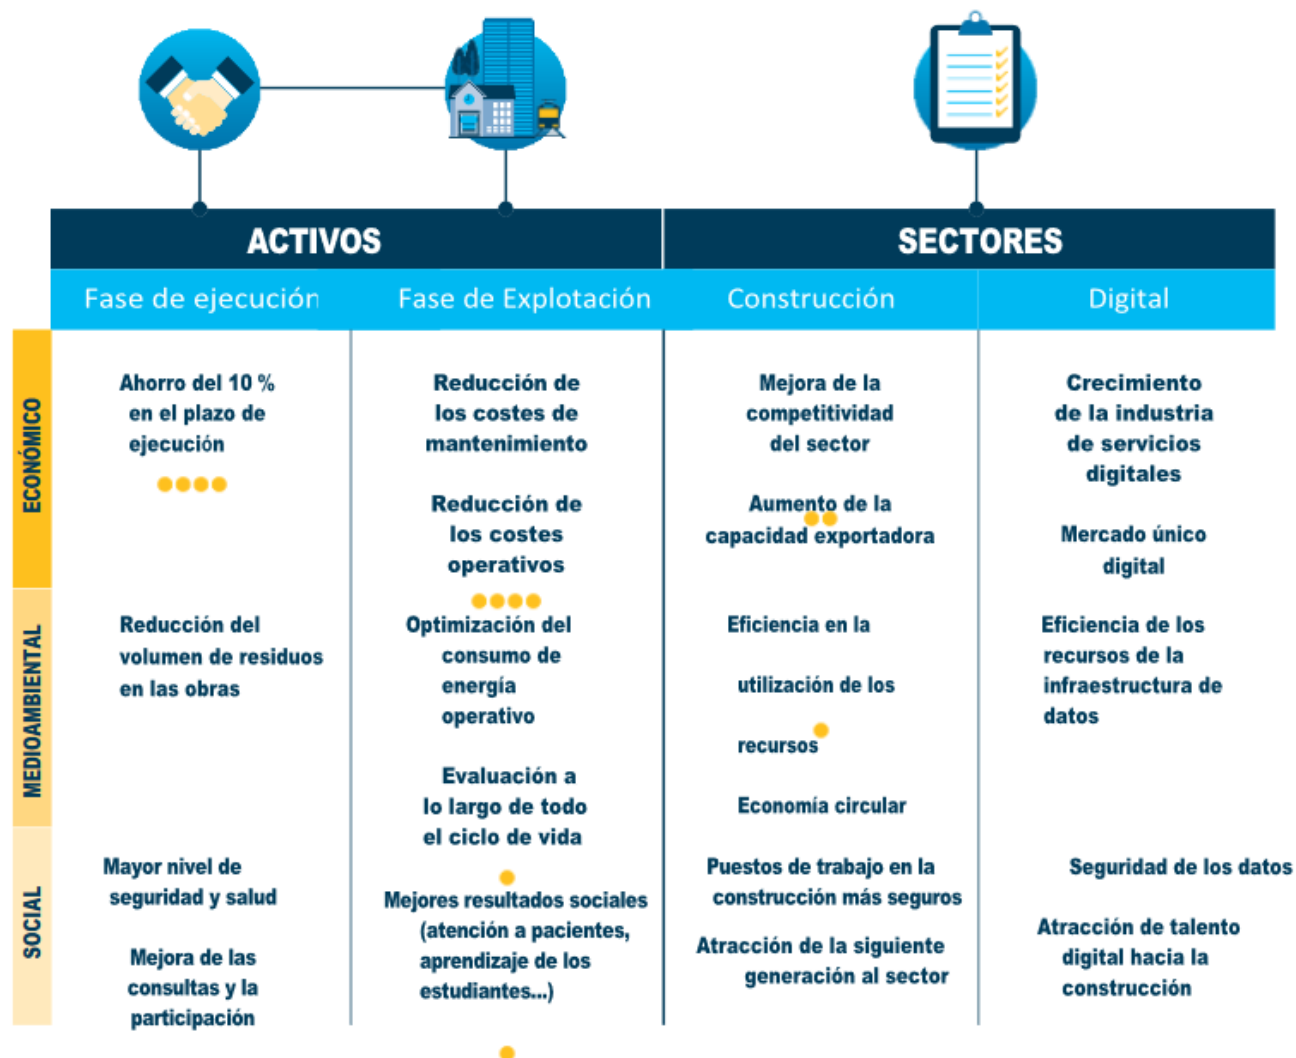 ACTIVOS
SECTORES
Fase de ejecución
Fase de Explotación
Construcción
Digital
ECONÓMICO
Ahorro del 10 %
en el plazo de
ejecución
Reducción de
los costes de
mantenimiento
Reducción de
los costes
operativos
Mejora de la
competitividad
del sector
Aumento de la
capacidad exportadora
Crecimiento
de la industria
de servicios
digitales
Mercado único
digital
MEDIOAMBIENTAL
Reducción del
volumen de residuos
en las obras
Optimización del
consumo de
energía
operativo
Evaluación a
lo largo de todo
el ciclo de vida
Eficiencia en la
utilización de los
recursos
Economía circular
Eficiencia de los
recursos de la
infraestructura de
datos
SOCIAL
Mayor nivel de
seguridad y salud
Mejora de las
consultas y la
participación
Mejores resultados sociales
(atención a pacientes,
aprendizaje de los
estudiantes...)
Puestos de trabajo en la
construcción más seguros
Atracción de la siguiente
generación al sector
Seguridad de los datos
Atracción de talento
digital hacia la
construcción